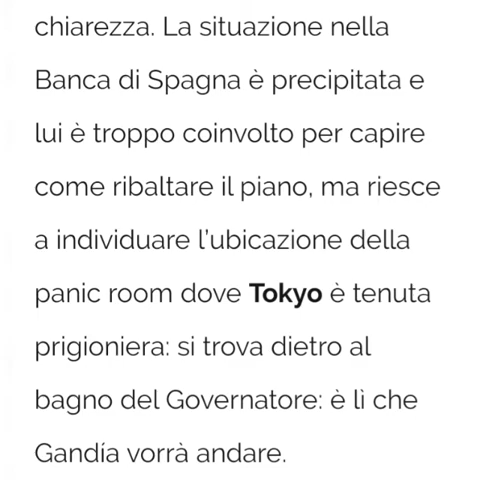 chiarezza. La situazione nella
Banca di Spagna è precipitata e
lui è troppo coinvolto per capire
come ribaltare il piano, ma riesce
a individuare l'ubicazione della
panic room dove Tokyo è tenuta
prigioniera: si trova dietro al
bagno del Governatore: è lì che
Gandía vorrà andare.